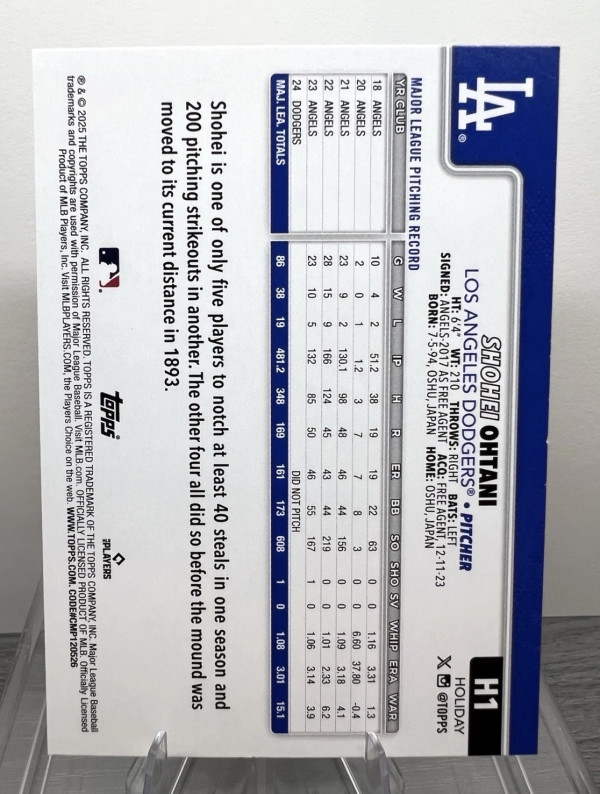 LA
®
H1
HOLIDAY
X @TOPPS
SHOHEI OHTANI
LOS ANGELES DODGERS® • PITCHER
HT: 6'4" WT: 210 THROWS: RIGHT BATS: LEFT
SIGNED: ANGELS-2017, AS FREE AGENT ACQ: FREE AGENT, 12-11-23
BORN: 7-5-94, OSHU, JAPAN HOME: OSHU, JAPAN
MAJOR LEAGUE PITCHING RECORD
YR CLUB G W L IP H R ER BB SO SHO SV WHIP ERA WAR
18 ANGELS 10 4 2 51.2 38 19 19 22 63 0 0 1.16 3.31 1.3
20 ANGELS 2 0 1 1.2 3 7 7 8 3 0 0 6.60 37.80 -0.4
21 ANGELS 23 9 2 130.1 98 48 46 44 156 0 0 1.09 3.18 4.1
22 ANGELS 28 15 9 166 124 45 43 44 219 0 0 1.01 2.33 6.2
23 ANGELS 23 10 5 132 85 50 46 55 167 1 0 1.06 3.14 3.9
24 DODGERS DID NOT PITCH
MAJ. LEA. TOTALS 86 38 19 481.2 348 169 161 173 608 1 0 1.08 3.01 15.1
Shohei is one of only five players to notch at least 40 steals in one season and
200 pitching strikeouts in another. The other four all did so before the mound was
moved to its current distance in 1893.
topps®
PLAYERS
® & © 2025 THE TOPPS COMPANY, INC. ALL RIGHTS RESERVED. TOPPS IS A REGISTERED TRADEMARK OF THE TOPPS COMPANY, INC. Major League Baseball
trademarks and copyrights are used with permission of Major League Baseball. Visit MLB.com. OFFICIALLY LICENSED PRODUCT OF MLB. Officially Licensed
Product of MLB Players, Inc. Visit MLBPLAYERS.COM, the Players Choice on the web. WWW.TOPPS.COM. CODE#CMP120526